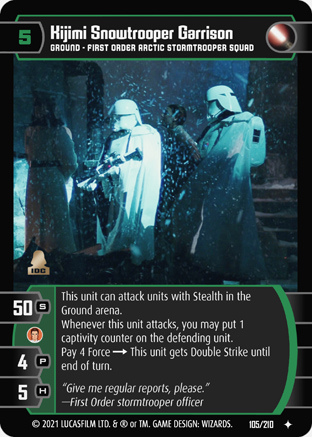 5
Kijimi Snowtrooper Garrison
GROUND - FIRST ORDER ARCTIC STORMTROOPER SQUAD
IDC
50 S
4 P
5 H
This unit can attack units with Stealth in the
Ground arena.
Whenever this unit attacks, you may put 1
captivity counter on the defending unit.
Pay 4 Force → This unit gets Double Strike until
end of turn.
“Give me regular reports, please.”
—First Order stormtrooper officer
© 2021 LUCASFILM LTD. & ® or TM. GAME DESIGN: WIZARDS. 105/210